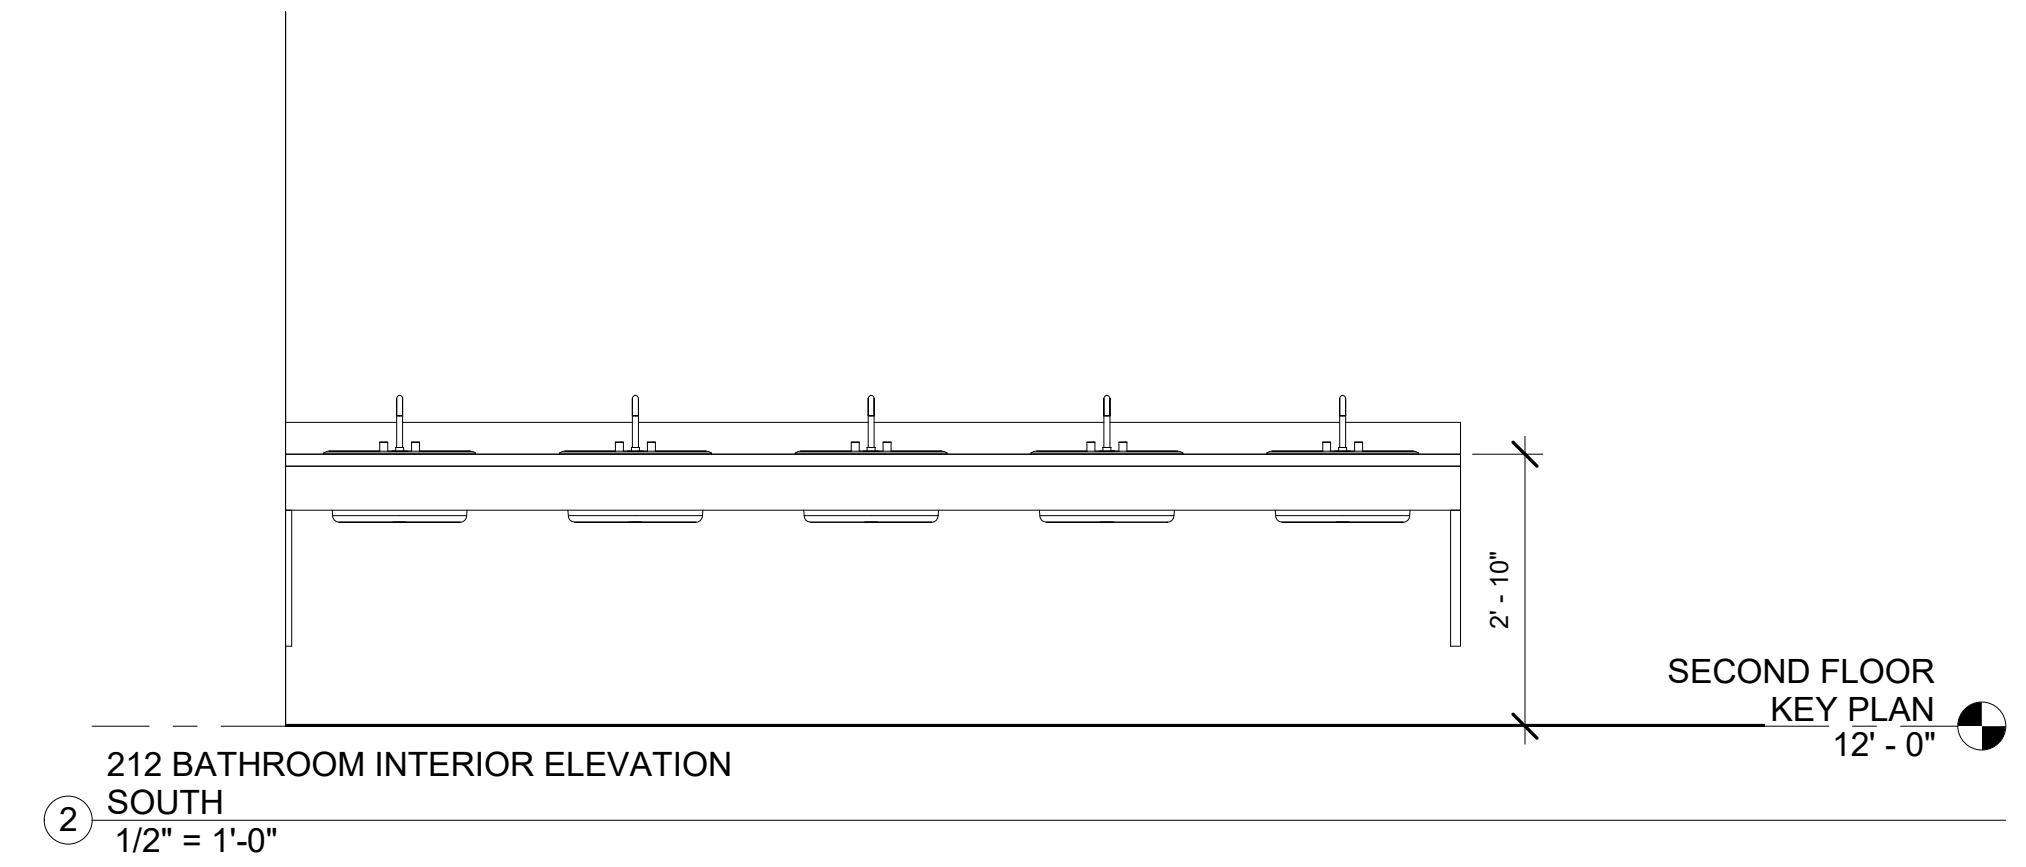 2' - 10"
SECOND FLOOR
KEY PLAN
12' - 0"
212 BATHROOM INTERIOR ELEVATION
SOUTH
2
1/2" = 1'-0"